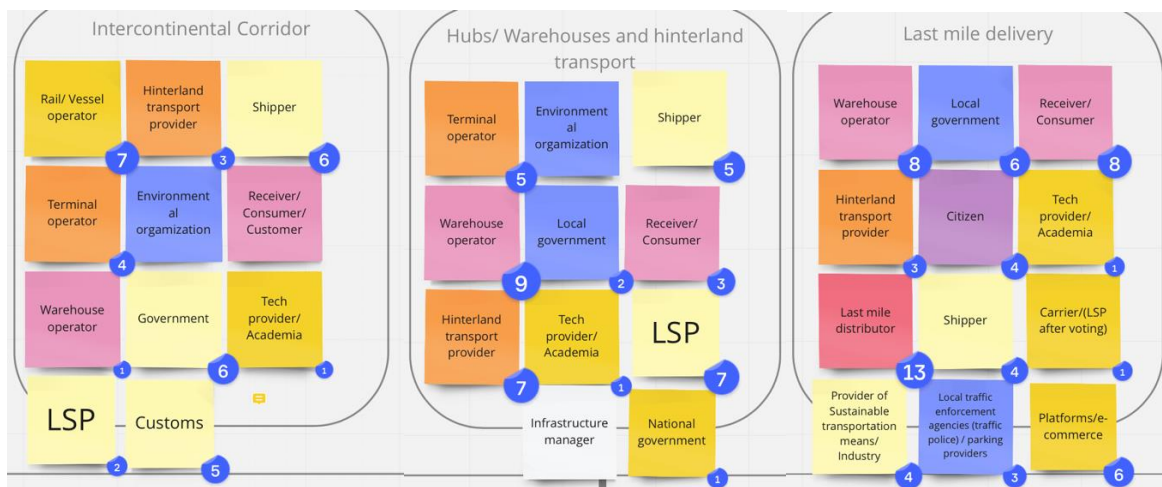 Intercontinental Corridor
Rail/ Vessel
operator
7
Hinterland
transport
provider
3
Shipper
6
Terminal
operator
4
Environment
al
organization
Receiver/
Consumer/
Customer
Warehouse
operator
1
Government
6
Tech
provider/
Academia
1
LSP
2
Customs
5
Hubs/ Warehouses and hinterland
transport
Terminal
operator
5
Environment
al
organization
Shipper
5
Warehouse
operator
9
Local
government
2
Receiver/
Consumer
3
Hinterland
transport
provider
7
Tech
provider/
Academia
1
LSP
7
Infrastructure
manager
National
government
1
Last mile delivery
Warehouse
operator
8
Local
government
6
Receiver/
Consumer
8
Hinterland
transport
provider
3
Citizen
4
Tech
provider/
Academia
1
Last mile
distributor
13
Shipper
4
Carrier/(LSP
after voting)
1
Provider of
Sustainable
transportation
means/
Industry
4
Local traffic
enforcement
agencies (traffic
police) / parking
providers
3
Platforms/e-
commerce
6